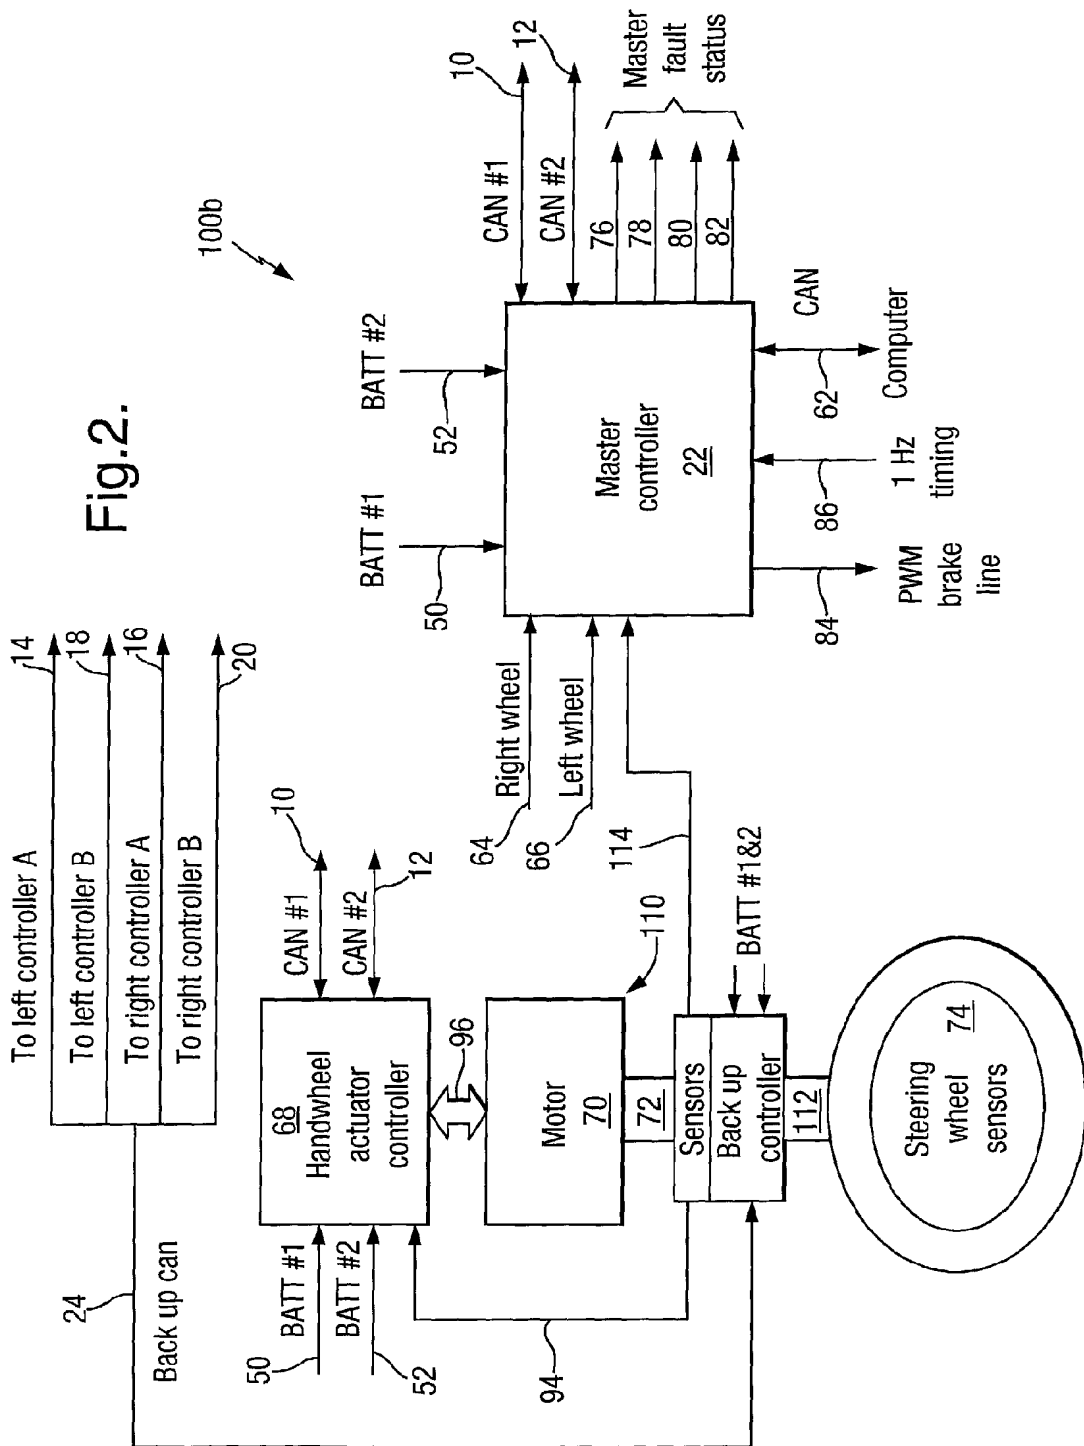 Fig.2.
100b
To left controller A
14
To left controller B
18
To right controller A
16
To right controller B
20
24
Back up can
BATT #1
50
BATT #2
52
68
Handwheel
actuator
controller
CAN #1
10
CAN #2
12
96
Motor
70
110
72
94
Sensors
Back up
controller
BATT #1&2
112
74
Steering
wheel
sensors
114
Right wheel
64
Left wheel
66
BATT #1
50
BATT #2
52
Master
controller
22
CAN #1
10
CAN #2
12
76
78
80
82
Master
fault
status
84
PWM
brake
line
86
1 Hz
timing
62
CAN
Computer